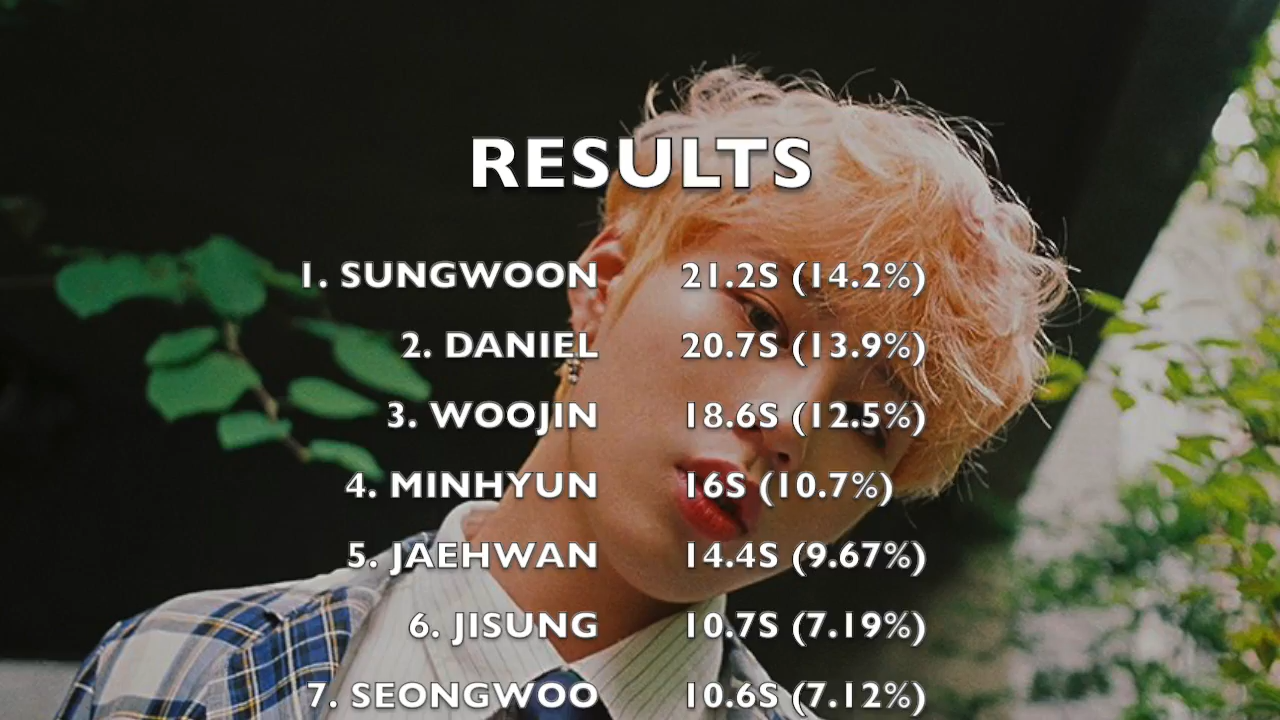 RESULTS
1. SUNGWOON 21.2S (14.2%)
2. DANIEL 20.7S (13.9%)
3. WOOJIN 18.6S (12.5%)
4. MINHYUN 16S (10.7%)
5. JAEHWAN 14.4S (9.67%)
6. JISUNG 10.7S (7.19%)
7. SEONGWOO 10.6S (7.12%)